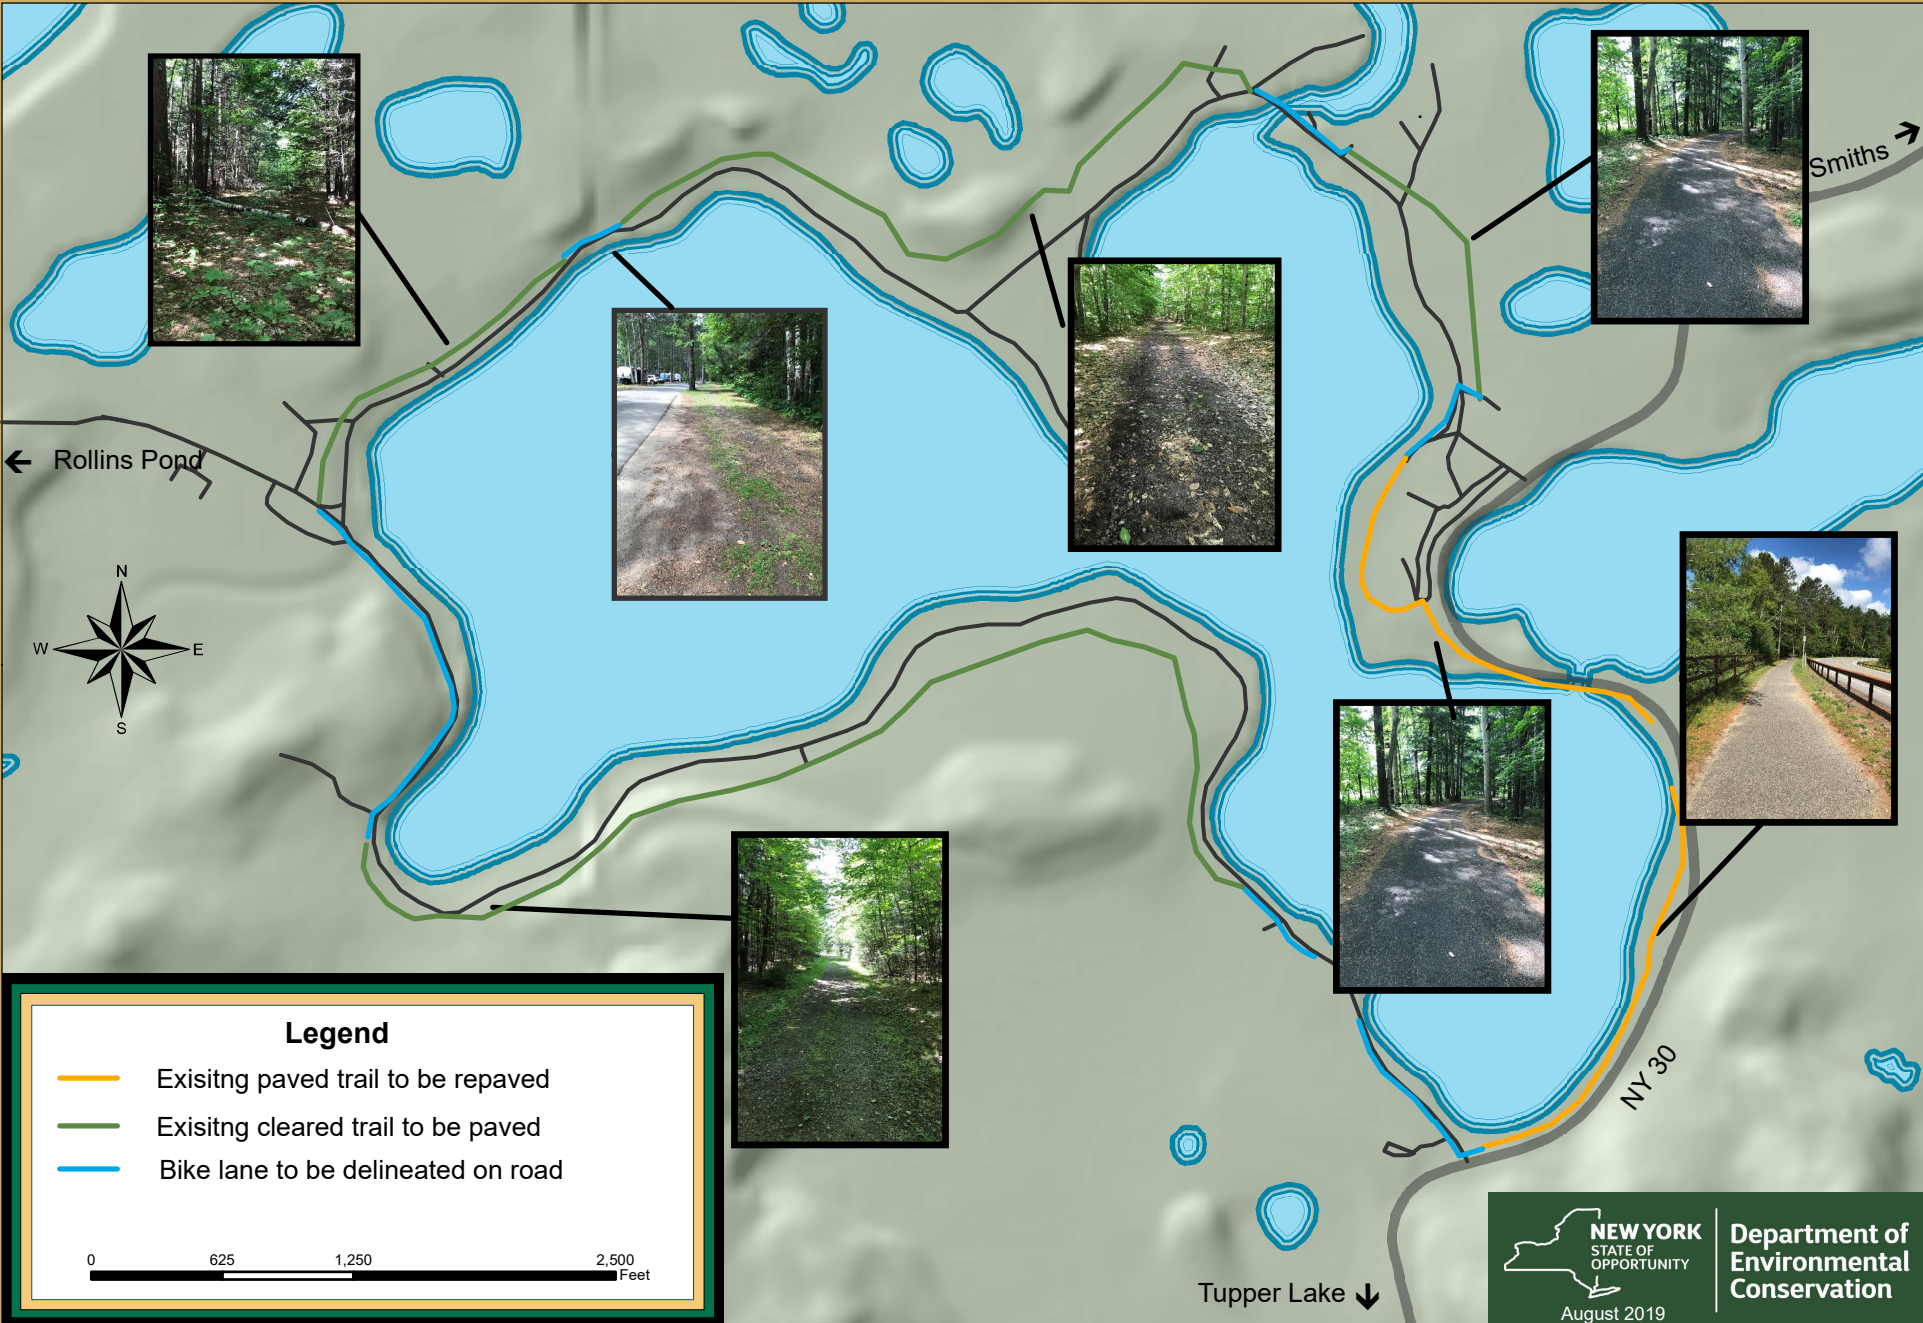 Smiths
Rollins Pond
N
W
E
S
NY 30
Legend
Exisitng paved trail to be repaved
Exisitng cleared trail to be paved
Bike lane to be delineated on road
0 625 1,250 2,500
Feet
Tupper Lake
NEW YORK
STATE OF
OPPORTUNITY
Department of
Environmental
Conservation
August 2019